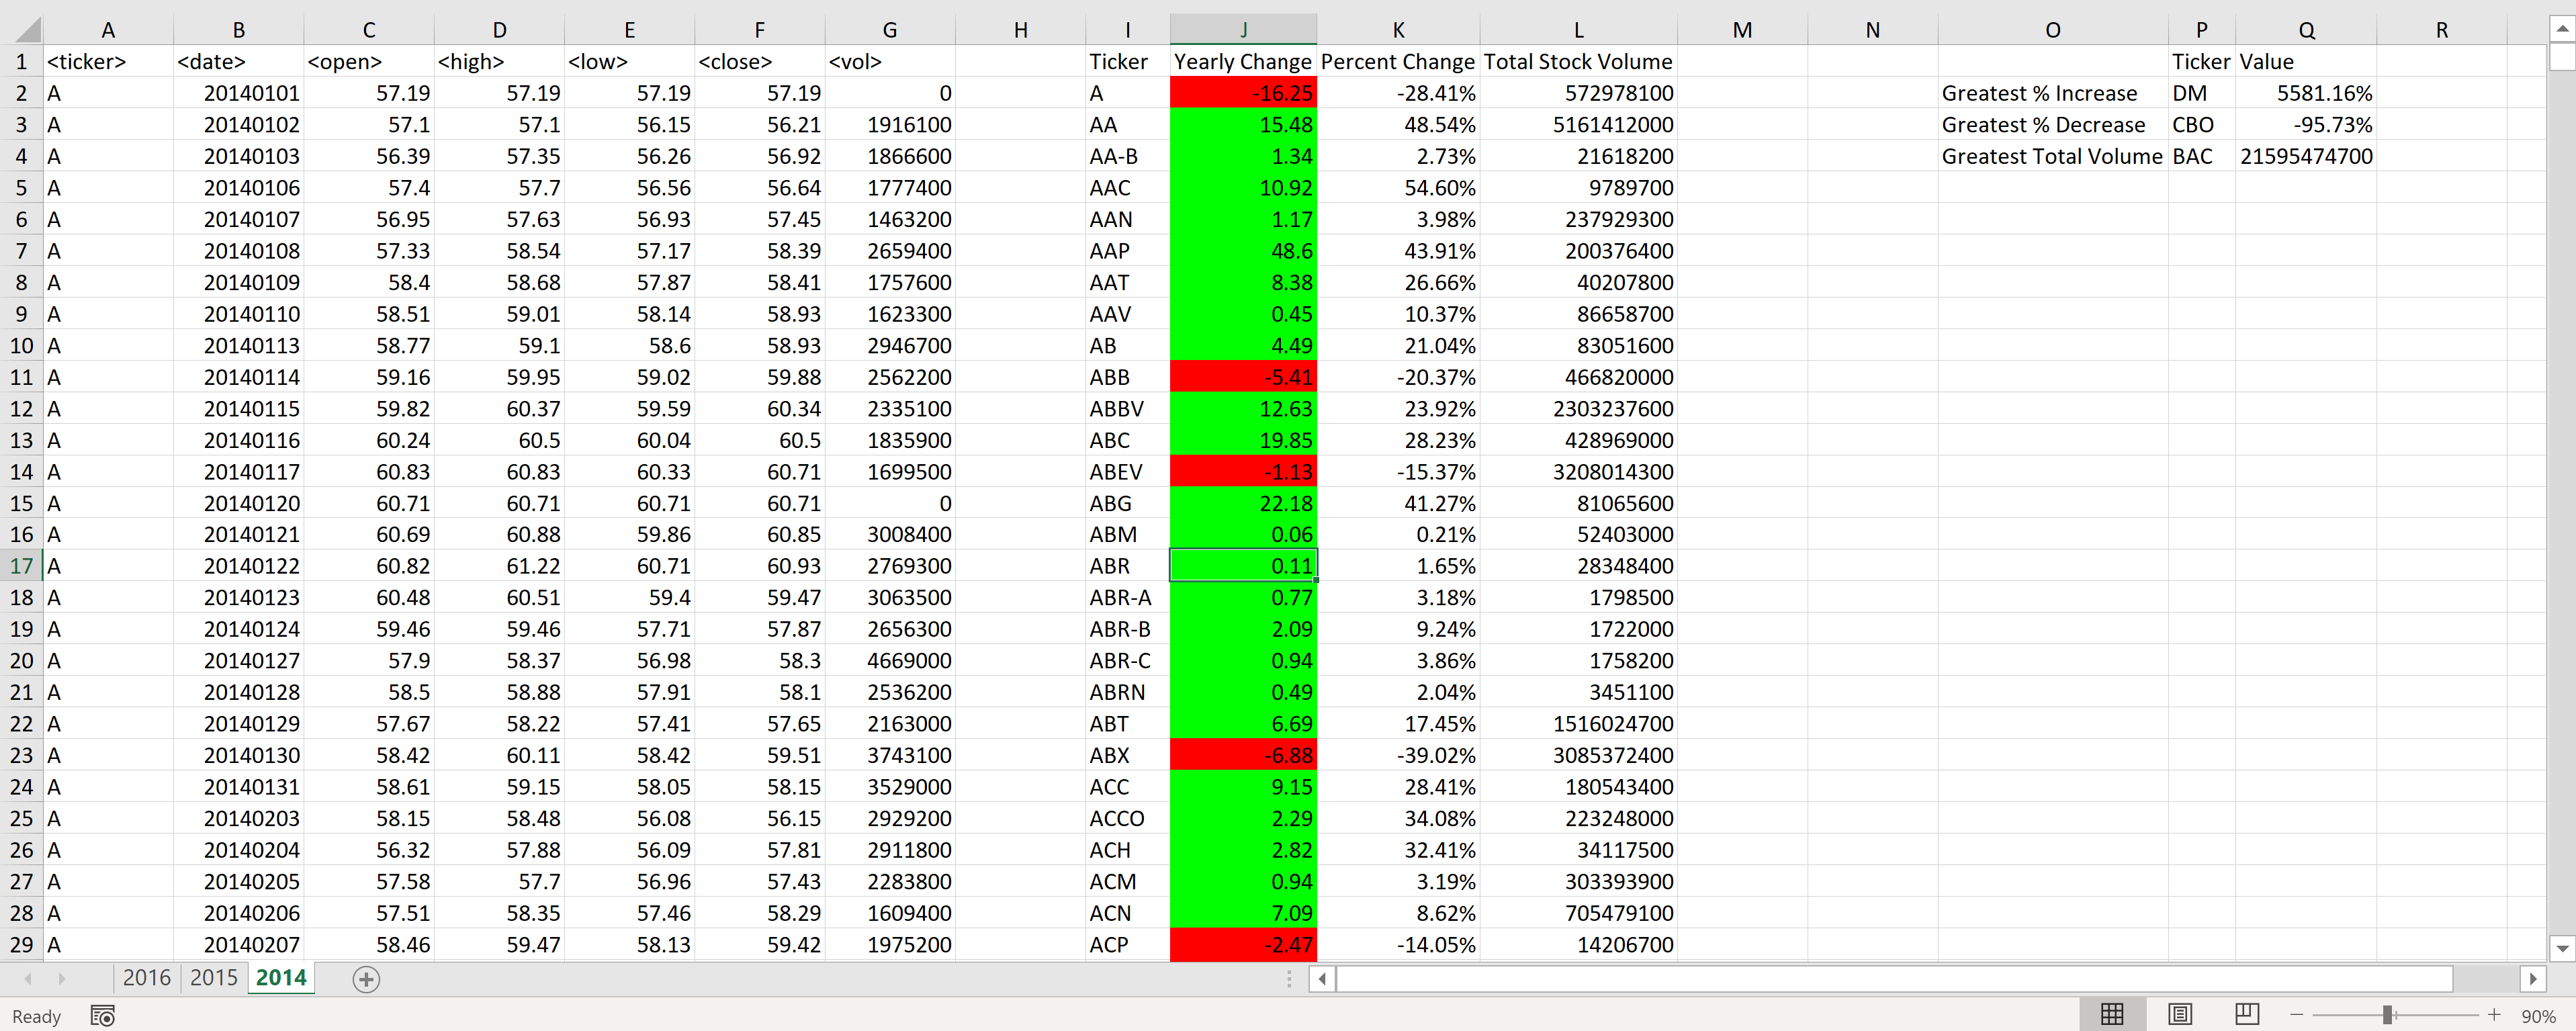 A B C D E F G H I J K L M N O P Q R
1 <ticker> <date> <open> <high> <low> <close> <vol> Ticker Yearly Change Percent Change Total Stock Volume Ticker Value
2 A 20140101 57.19 57.19 57.19 57.19 0 A -16.25 -28.41% 572978100 Greatest % Increase DM 5581.16%
3 A 20140102 57.1 57.1 56.15 56.21 1916100 AA 15.48 48.54% 5161412000 Greatest % Decrease CBO -95.73%
4 A 20140103 56.39 57.35 56.26 56.92 1866600 AA-B 1.34 2.73% 21618200 Greatest Total Volume BAC 21595474700
5 A 20140106 57.4 57.7 56.56 56.64 1777400 AAC 10.92 54.60% 9789700
6 A 20140107 56.95 57.63 56.93 57.45 1463200 AAN 1.17 3.98% 237929300
7 A 20140108 57.33 58.54 57.17 58.39 2659400 AAP 48.6 43.91% 200376400
8 A 20140109 58.4 58.68 57.87 58.41 1757600 AAT 8.38 26.66% 40207800
9 A 20140110 58.51 59.01 58.14 58.93 1623300 AAV 0.45 10.37% 86658700
10 A 20140113 58.77 59.1 58.6 58.93 2946700 AB 4.49 21.04% 83051600
11 A 20140114 59.16 59.95 59.02 59.88 2562200 ABB -5.41 -20.37% 466820000
12 A 20140115 59.82 60.37 59.59 60.34 2335100 ABBV 12.63 23.92% 2303237600
13 A 20140116 60.24 60.5 60.04 60.5 1835900 ABC 19.85 28.23% 428969000
14 A 20140117 60.83 60.83 60.33 60.71 1699500 ABEV -1.13 -15.37% 3208014300
15 A 20140120 60.71 60.71 60.71 60.71 0 ABG 22.18 41.27% 81065600
16 A 20140121 60.69 60.88 59.86 60.85 3008400 ABM 0.06 0.21% 52403000
17 A 20140122 60.82 61.22 60.71 60.93 2769300 ABR 0.11 1.65% 28348400
18 A 20140123 60.48 60.51 59.4 59.47 3063500 ABR-A 0.77 3.18% 1798500
19 A 20140124 59.46 59.46 57.71 57.87 2656300 ABR-B 2.09 9.24% 1722000
20 A 20140127 57.9 58.37 56.98 58.3 4669000 ABR-C 0.94 3.86% 1758200
21 A 20140128 58.5 58.88 57.91 58.1 2536200 ABRN 0.49 2.04% 3451100
22 A 20140129 57.67 58.22 57.41 57.65 2163000 ABT 6.69 17.45% 1516024700
23 A 20140130 58.42 60.11 58.42 59.51 3743100 ABX -6.88 -39.02% 3085372400
24 A 20140131 58.61 59.15 58.05 58.15 3529000 ACC 9.15 28.41% 180543400
25 A 20140203 58.15 58.48 56.08 56.15 2929200 ACCO 2.29 34.08% 223248000
26 A 20140204 56.32 57.88 56.09 57.81 2911800 ACH 2.82 32.41% 34117500
27 A 20140205 57.58 57.7 56.96 57.43 2283800 ACM 0.94 3.19% 303393900
28 A 20140206 57.51 58.35 57.46 58.29 1609400 ACN 7.09 8.62% 705479100
29 A 20140207 58.46 59.47 58.13 59.42 1975200 ACP -2.47 -14.05% 14206700
2016 2015 2014
Ready 90%